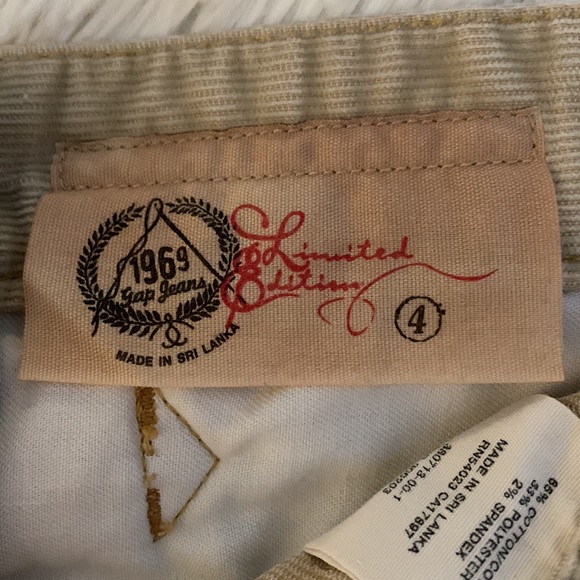 1969
Gap Jeans
MADE IN SRI LANKA
Limited
Edition
4
380713-00-1
RN54023 CA17897
MADE IN SRI LANKA
65% COTTON/CO
33% POLYESTER
2% SPANDEX